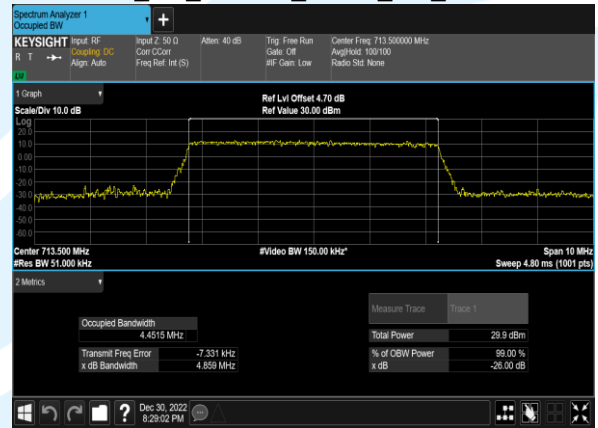 Spectrum Analyzer 1
Occupied BW
+
KEYSIGHT Input: RF Input Z: 50 Ω Atten: 40 dB Trig: Free Run Center Freq: 713.500000 MHz
R T Coupling: DC Corr CCorr Gate: Off Avg|Hold: 100/100
Align: Auto Freq Ref: Int (S) #IF Gain: Low Radio Std: None
1 Graph
Ref Lvl Offset 4.70 dB
Scale/Div 10.0 dB Ref Value 30.00 dBm
Log
20.0
10.0
0.00
-10.0
-20.0
-30.0
-40.0
-50.0
-60.0
Center 713.500 MHz #Video BW 150.00 kHz* Span 10 MHz
#Res BW 51.000 kHz Sweep 4.80 ms (1001 pts)
2 Metrics
Measure Trace Trace 1
Occupied Bandwidth
4.4515 MHz Total Power 29.9 dBm
Transmit Freq Error -7.331 kHz % of OBW Power 99.00 %
x dB Bandwidth 4.859 MHz x dB -26.00 dB
? Dec 30, 2022
8:29:02 PM